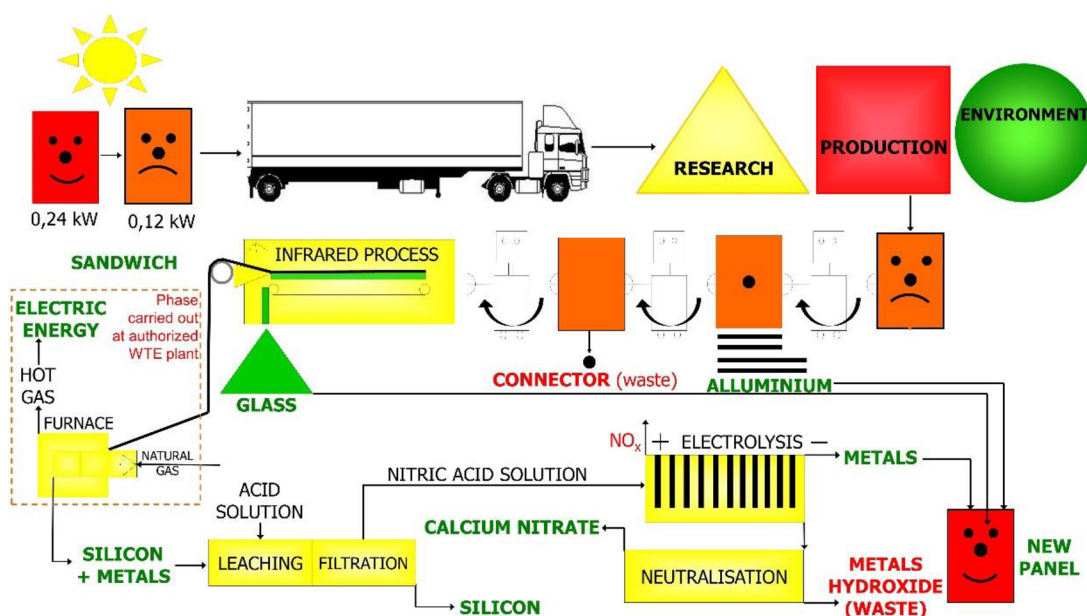 0,24 kW
0,12 kW
RESEARCH
PRODUCTION
ENVIRONMENT
SANDWICH
INFRARED PROCESS
ELECTRIC
ENERGY
Phase
carried out
at authorized
WTE plant
HOT
GAS
FURNACE
NATURAL
GAS
GLASS
CONNECTOR (waste)
ALLUMINIUM
NOx + ELECTROLYSIS −
METALS
NITRIC ACID SOLUTION
ACID
SOLUTION
CALCIUM NITRATE
SILICON
+ METALS
LEACHING
FILTRATION
SILICON
NEUTRALISATION
METALS
HYDROXIDE
(WASTE)
NEW
PANEL